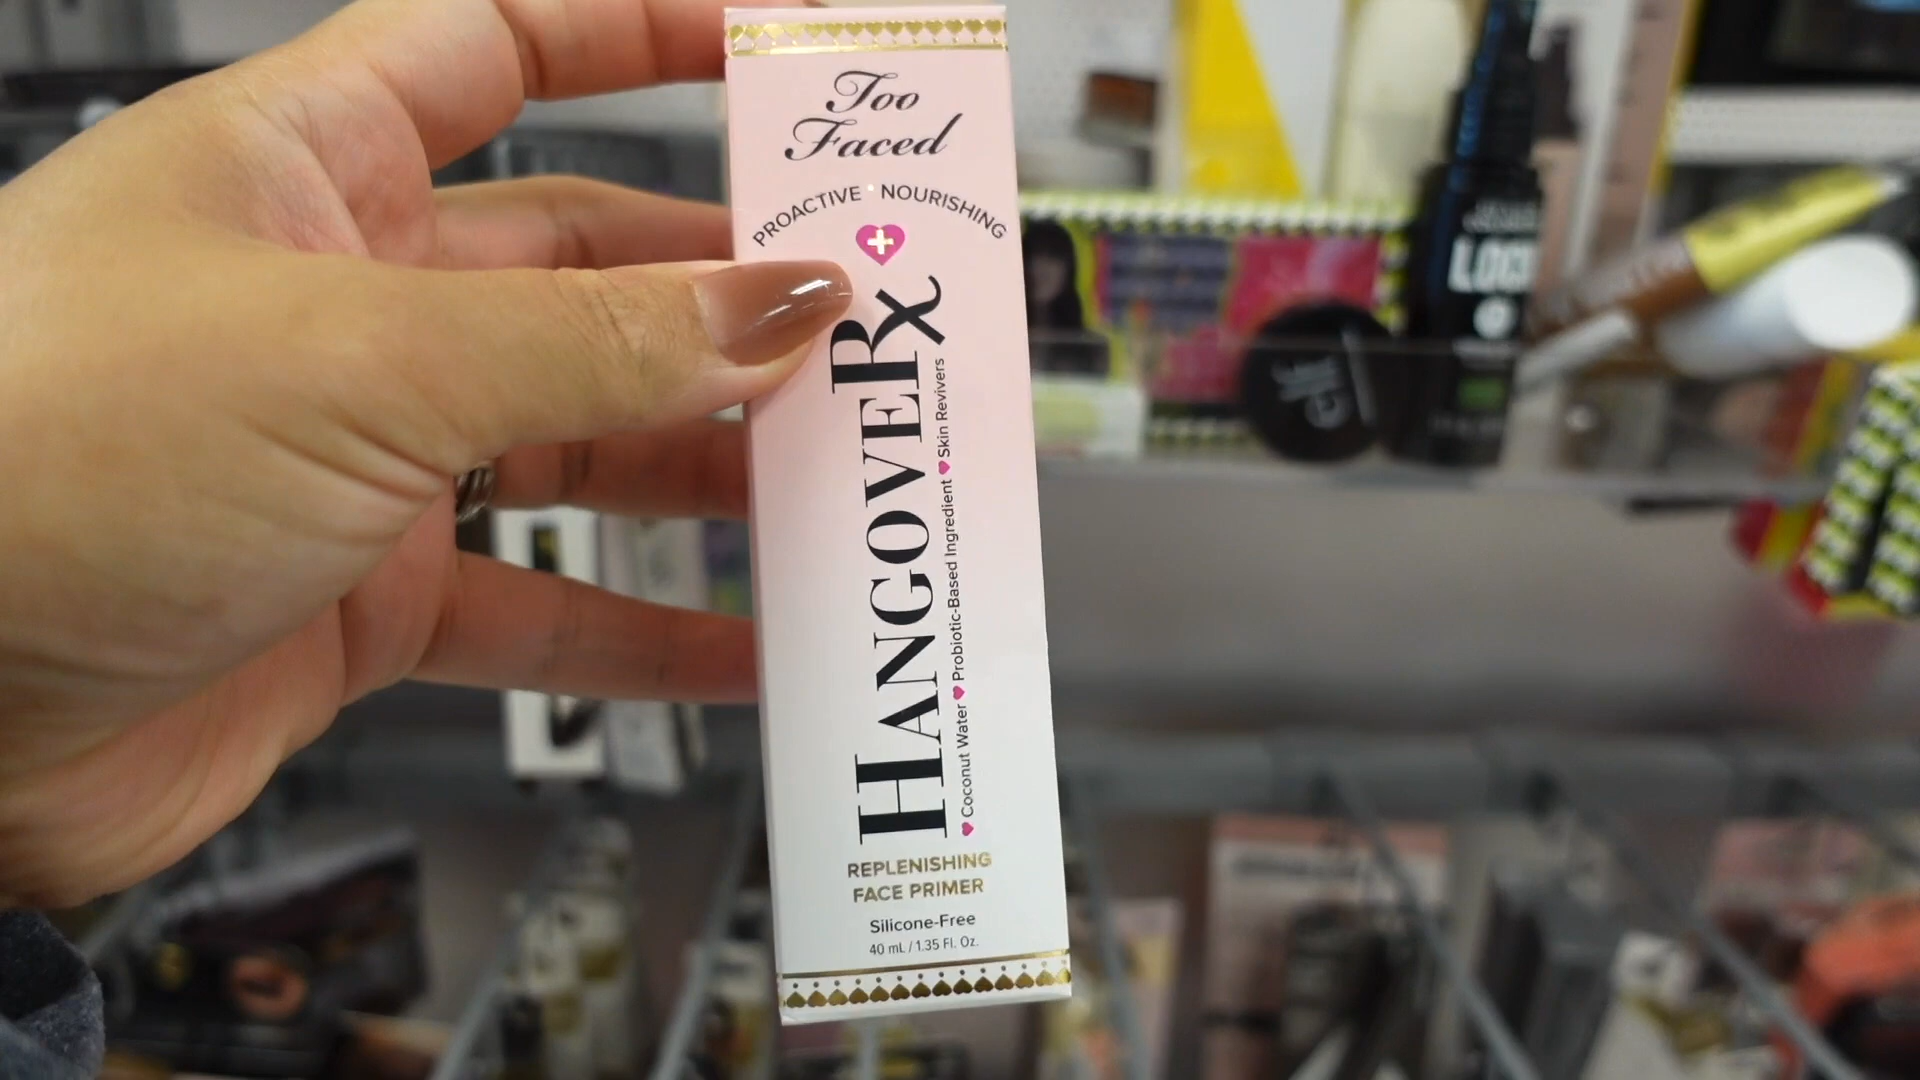 Too
Faced
PROACTIVE • NOURISHING
HANGOVERx
Coconut Water Probiotic-Based Ingredient Skin Revivers
REPLENISHING
FACE PRIMER
Silicone-Free
40 mL / 1.35 Fl. Oz.
e.l.f.